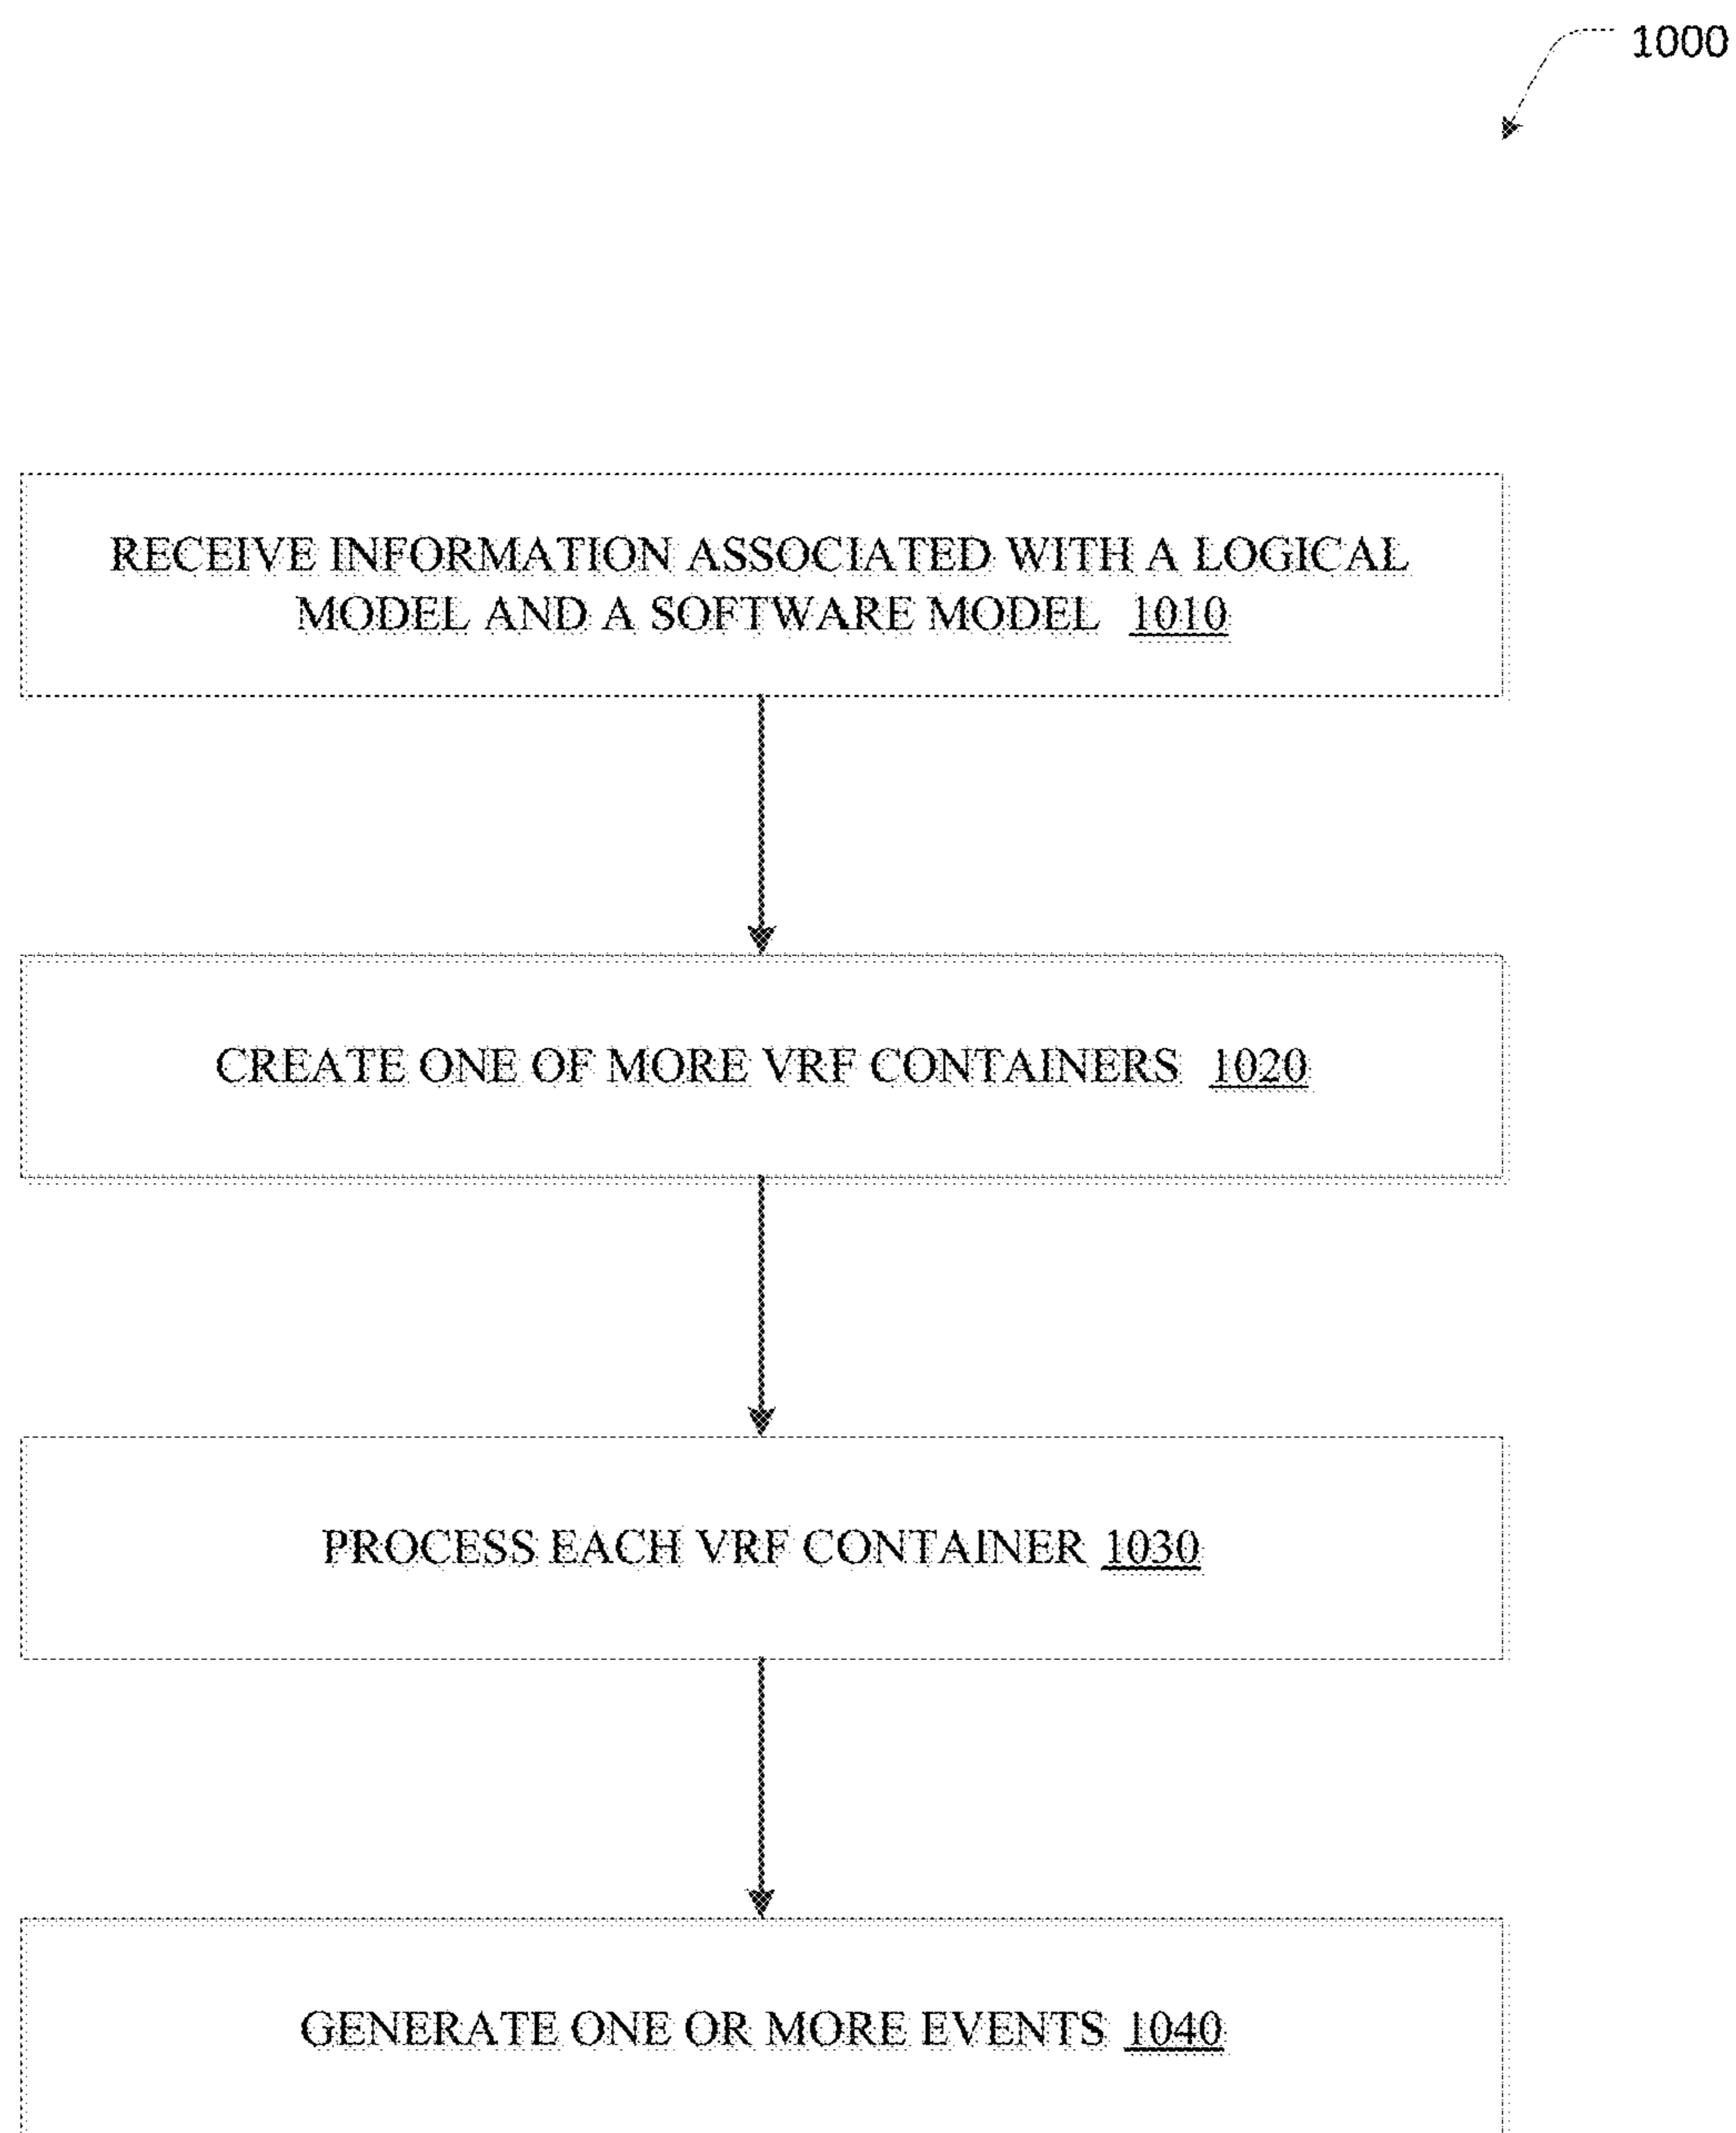 1000
RECEIVE INFORMATION ASSOCIATED WITH A LOGICAL
MODEL AND A SOFTWARE MODEL 1010
CREATE ONE OF MORE VRF CONTAINERS 1020
PROCESS EACH VRF CONTAINER 1030
GENERATE ONE OR MORE EVENTS 1040